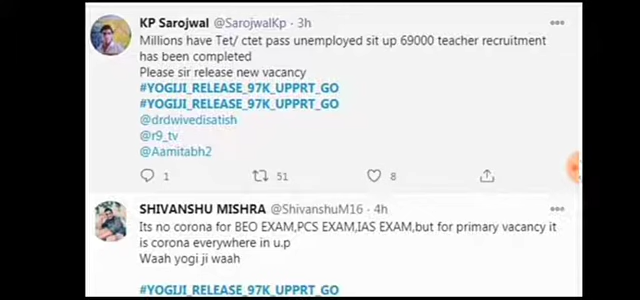 KP Sarojwal @SarojwalKp · 3h
Millions have Tet/ ctet pass unemployed sit up 69000 teacher recruitment
has been completed
Please sir release new vacancy
#YOGIJI_RELEASE_97K_UPPRT_GO
#YOGIJI_RELEASE_97K_UPPRT_GO
@drdwivedisatish
@r9_tv
@Aamitabh2
1 51 8
SHIVANSHU MISHRA @ShivanshuM16 · 4h
Its no corona for BEO EXAM,PCS EXAM,IAS EXAM,but for primary vacancy it
is corona everywhere in u.p
Waah yogi ji waah
#YOGIJI_RELEASE_97K_UPPRT_GO